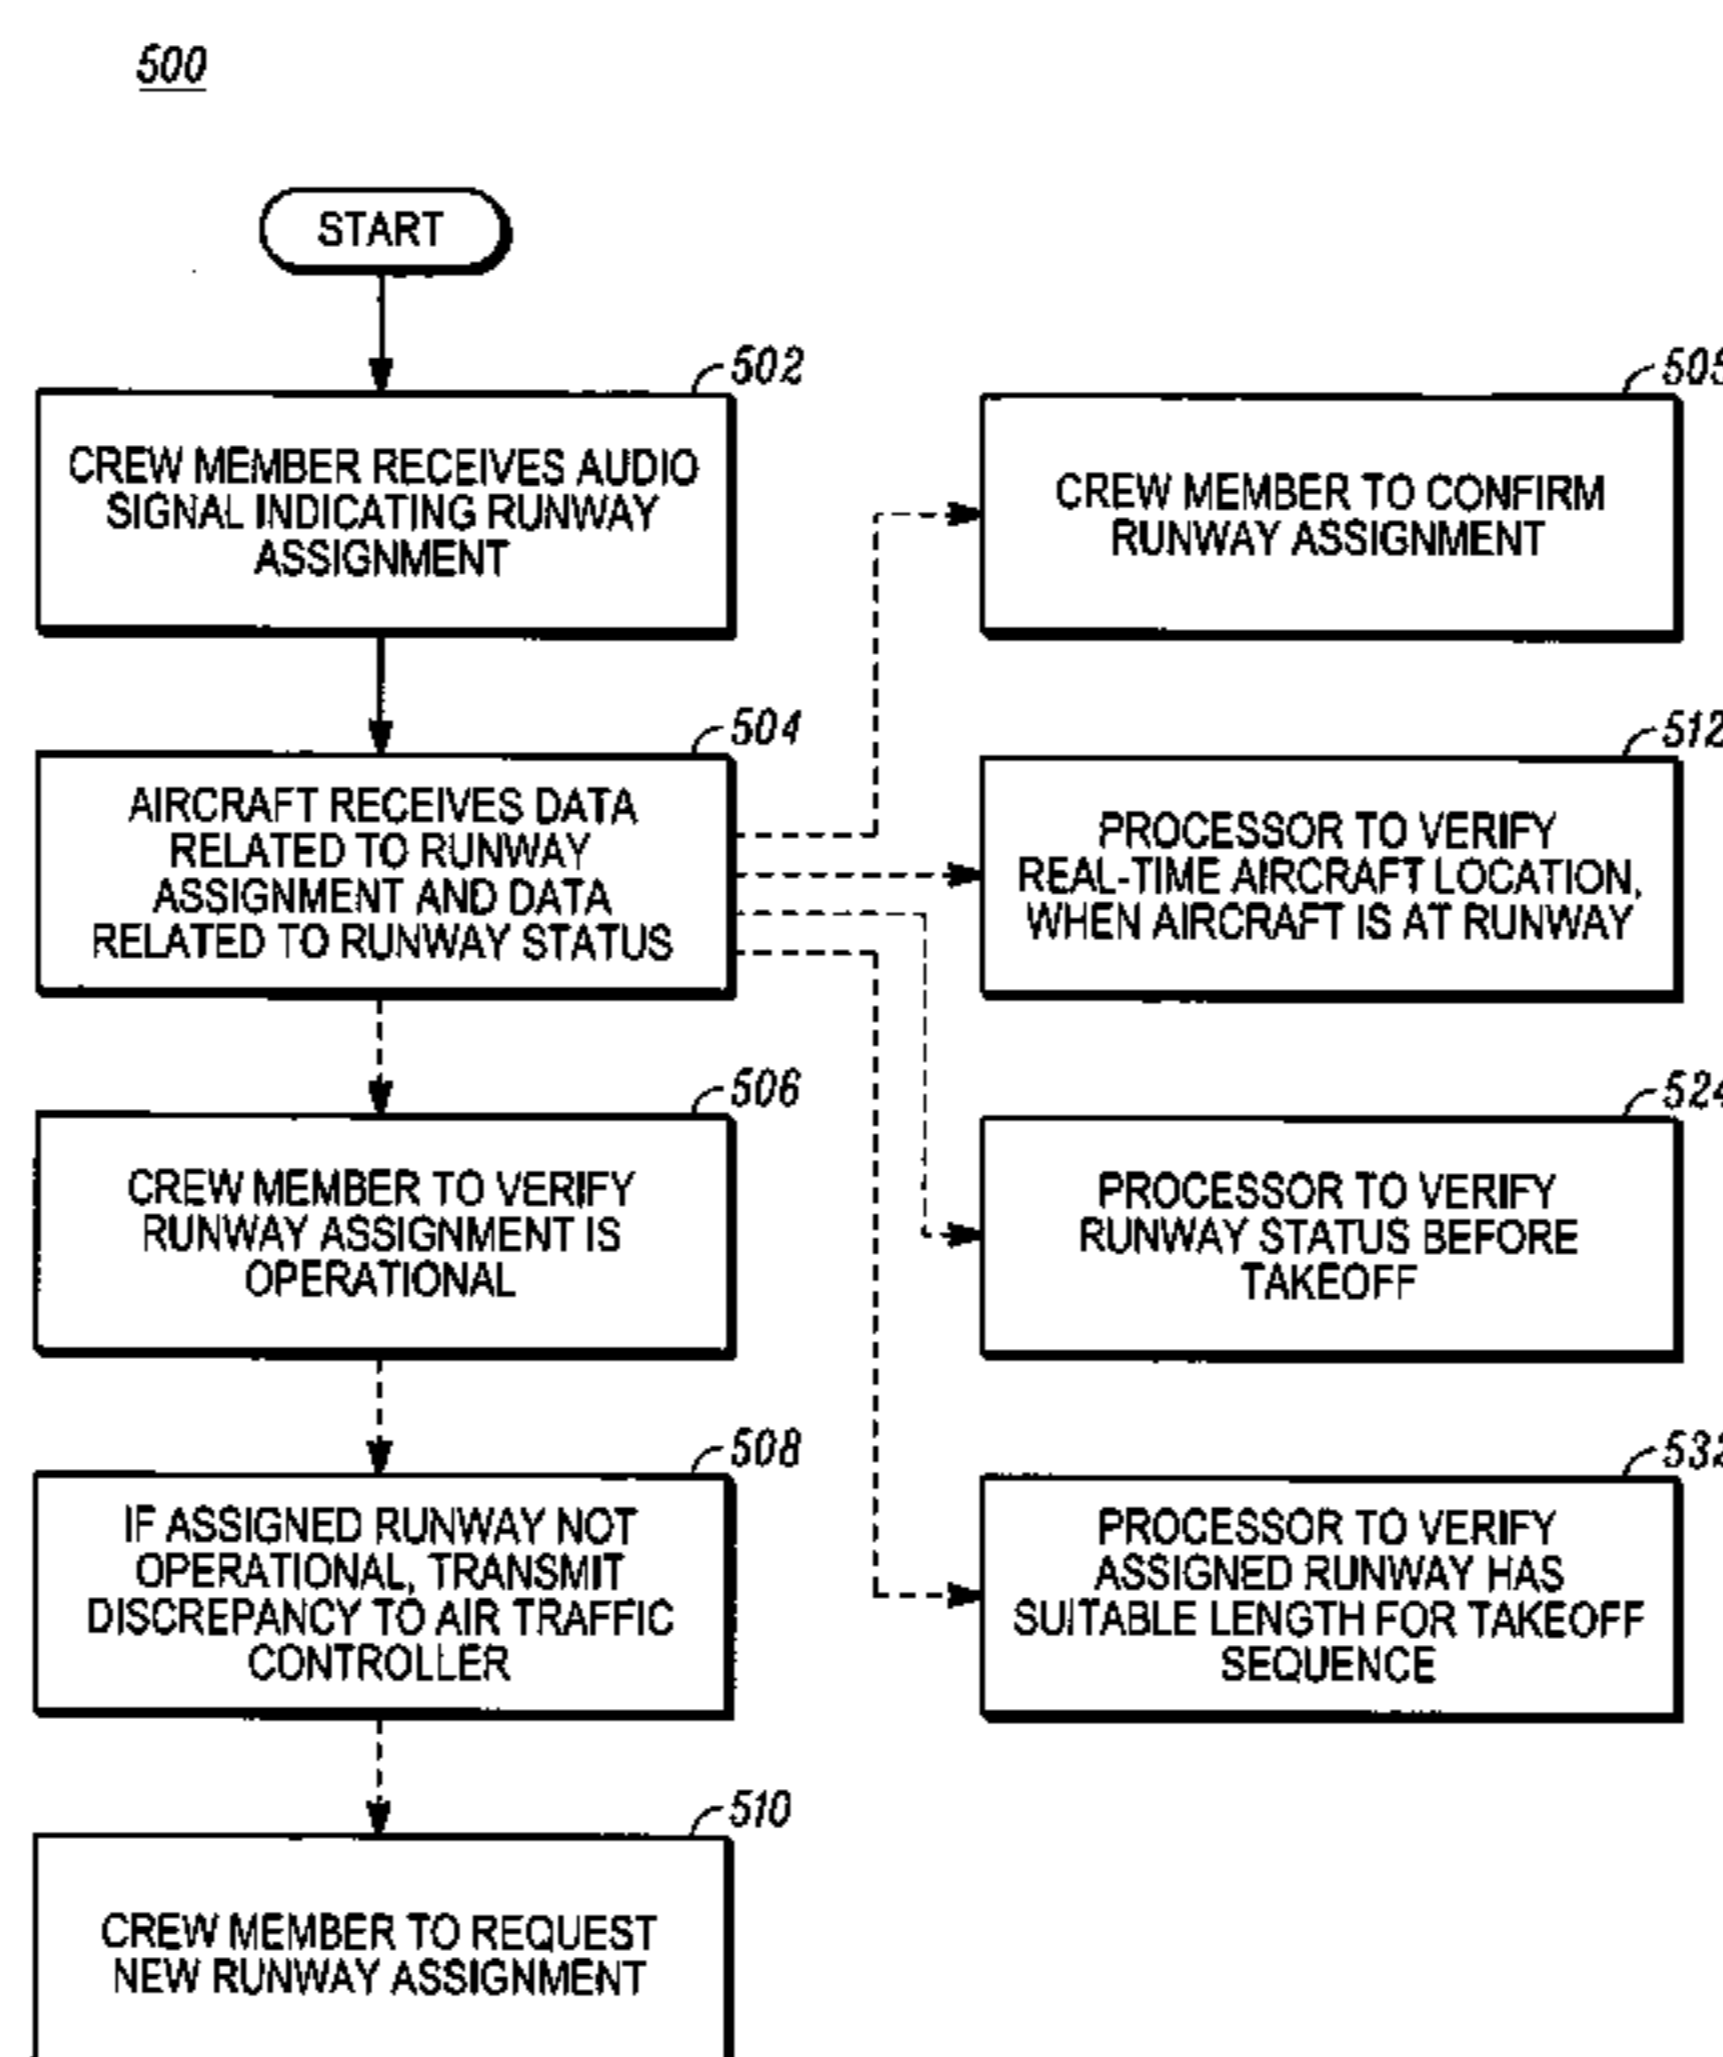 500
START
502
CREW MEMBER RECEIVES AUDIO
SIGNAL INDICATING RUNWAY
ASSIGNMENT
505
CREW MEMBER TO CONFIRM
RUNWAY ASSIGNMENT
504
AIRCRAFT RECEIVES DATA
RELATED TO RUNWAY
ASSIGNMENT AND DATA
RELATED TO RUNWAY STATUS
512
PROCESSOR TO VERIFY
REAL-TIME AIRCRAFT LOCATION,
WHEN AIRCRAFT IS AT RUNWAY
506
CREW MEMBER TO VERIFY
RUNWAY ASSIGNMENT IS
OPERATIONAL
524
PROCESSOR TO VERIFY
RUNWAY STATUS BEFORE
TAKEOFF
508
IF ASSIGNED RUNWAY NOT
OPERATIONAL, TRANSMIT
DISCREPANCY TO AIR TRAFFIC
CONTROLLER
532
PROCESSOR TO VERIFY
ASSIGNED RUNWAY HAS
SUITABLE LENGTH FOR TAKEOFF
SEQUENCE
510
CREW MEMBER TO REQUEST
NEW RUNWAY ASSIGNMENT